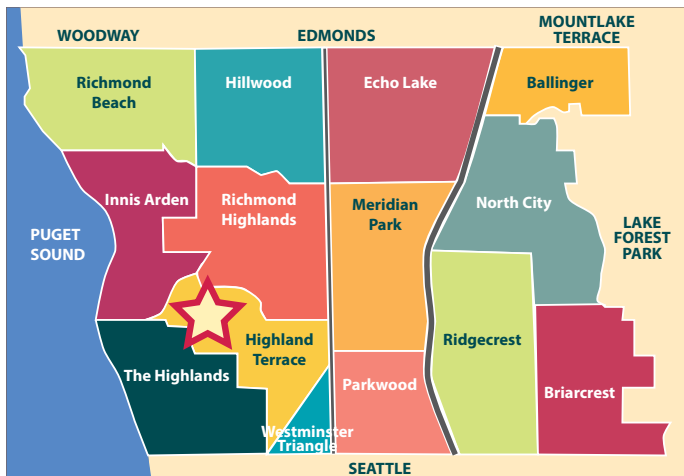 WOODWAY
EDMONDS
MOUNTLAKE
TERRACE
Richmond
Beach
Hillwood
Echo Lake
Ballinger
Innis Arden
Richmond
Highlands
Meridian
Park
North City
PUGET
SOUND
LAKE
FOREST
PARK
Highland
Terrace
Ridgecrest
The Highlands
Parkwood
Briarcrest
Westminster
Triangle
SEATTLE